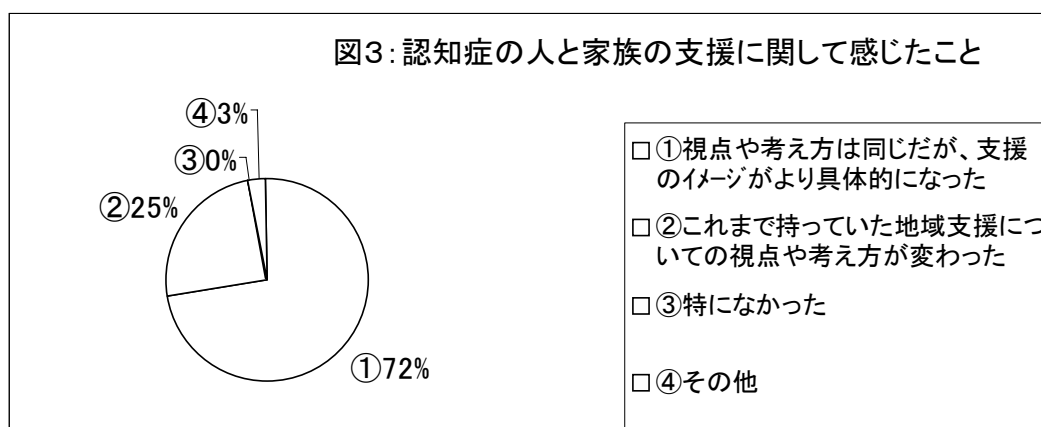 図3:認知症の人と家族の支援に関して感じたこと
④3%
③0%
②25%
①72%
□①視点や考え方は同じだが、支援
のイメージがより具体的になった
□②これまで持っていた地域支援につ
いての視点や考え方が変わった
□③特になかった
□④その他